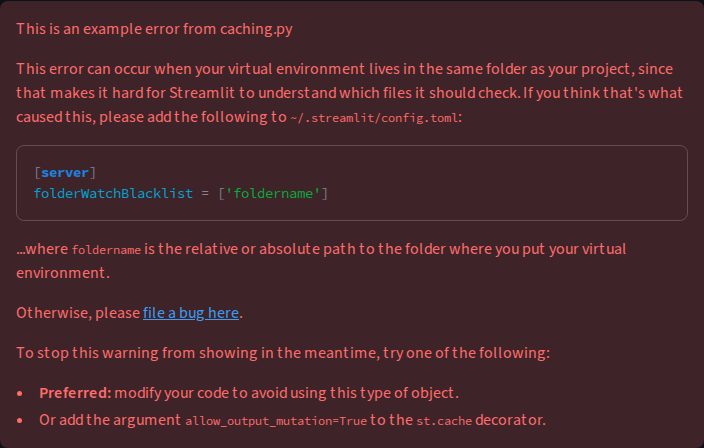 This is an example error from caching.py
This error can occur when your virtual environment lives in the same folder as your project, since
that makes it hard for Streamlit to understand which files it should check. If you think that's what
caused this, please add the following to ~/.streamlit/config.toml:
[server]
folderWatchBlacklist = ['foldername']
...where foldername is the relative or absolute path to the folder where you put your virtual
environment.
Otherwise, please file a bug here.
To stop this warning from showing in the meantime, try one of the following:
• Preferred: modify your code to avoid using this type of object.
• Or add the argument allow_output_mutation=True to the st.cache decorator.